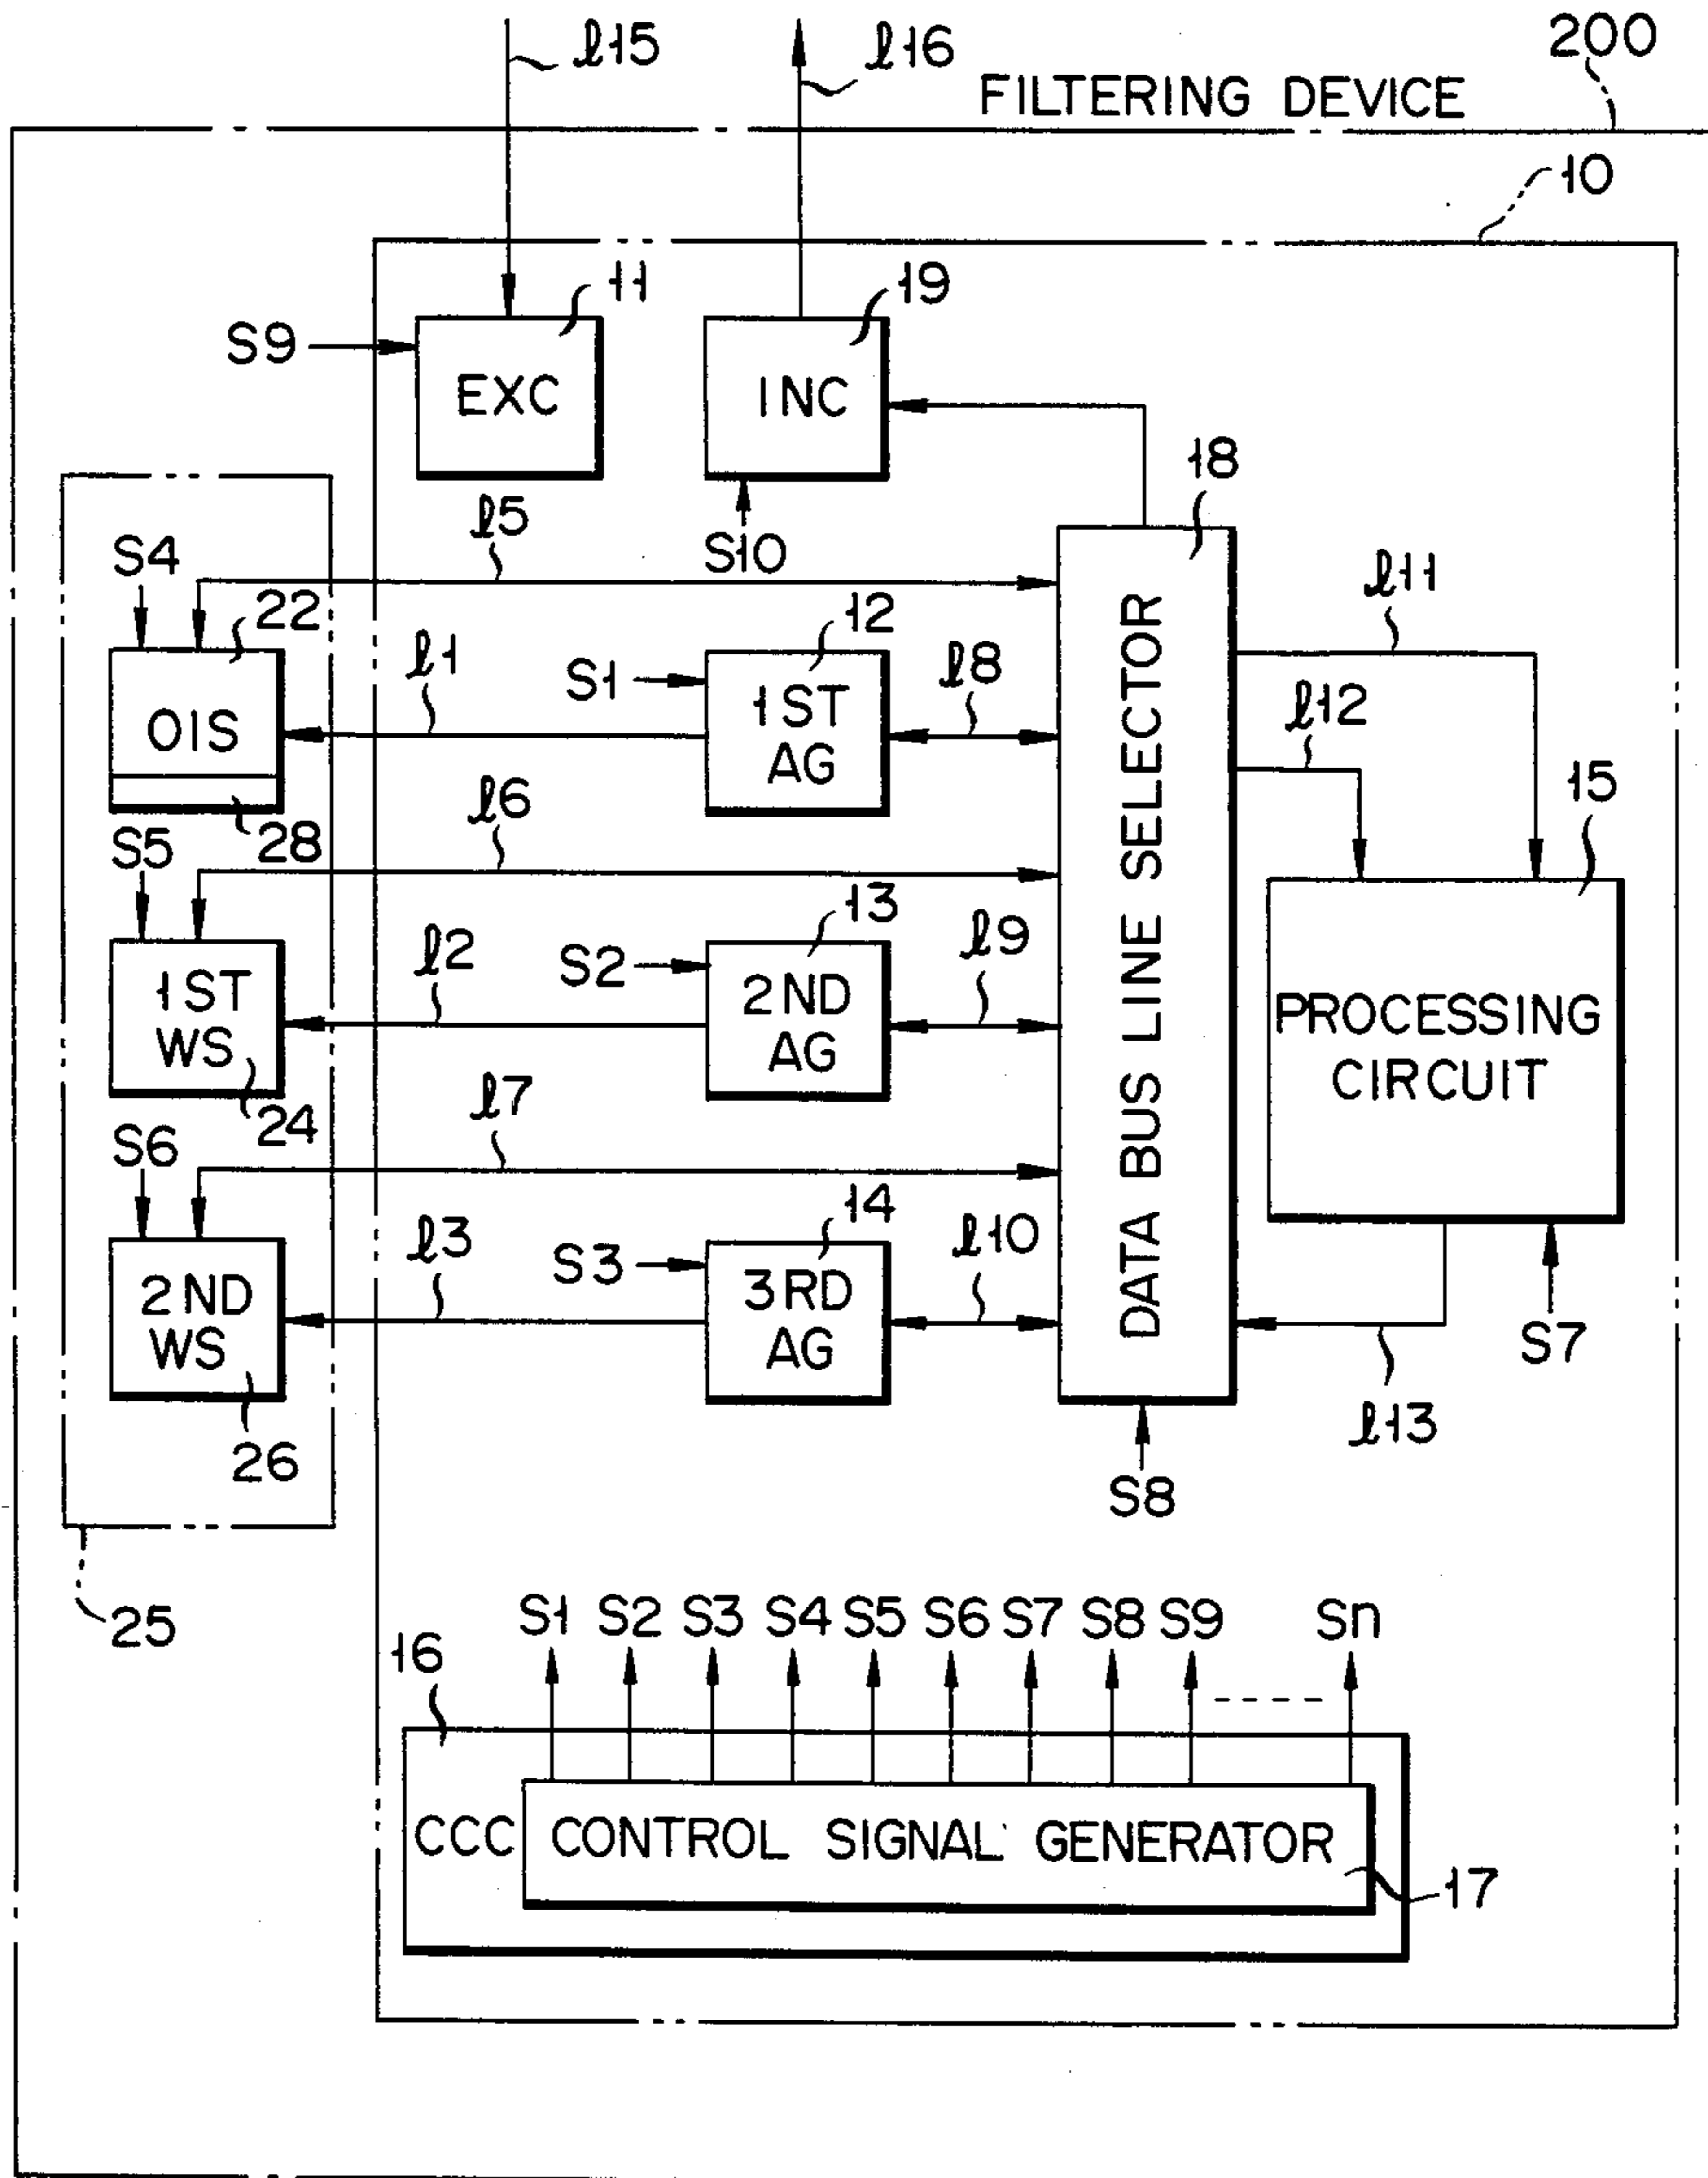 200
FILTERING DEVICE
ℓ15
ℓ16
10
11
19
S9
EXC
INC
18
ℓ5
S10
S4
22
12
ℓ11
ℓ1
S1
ℓ8
ℓ12
OIS
1ST
AG
28
S5
ℓ6
15
13
ℓ2
S2
ℓ9
1ST
WS
2ND
AG
24
DATA BUS LINE SELECTOR
PROCESSING
CIRCUIT
S6
ℓ7
14
ℓ3
S3
ℓ10
2ND
WS
3RD
AG
26
S7
ℓ13
S8
25
16
S1 S2 S3 S4 S5 S6 S7 S8 S9 Sn
CCC CONTROL SIGNAL GENERATOR
17